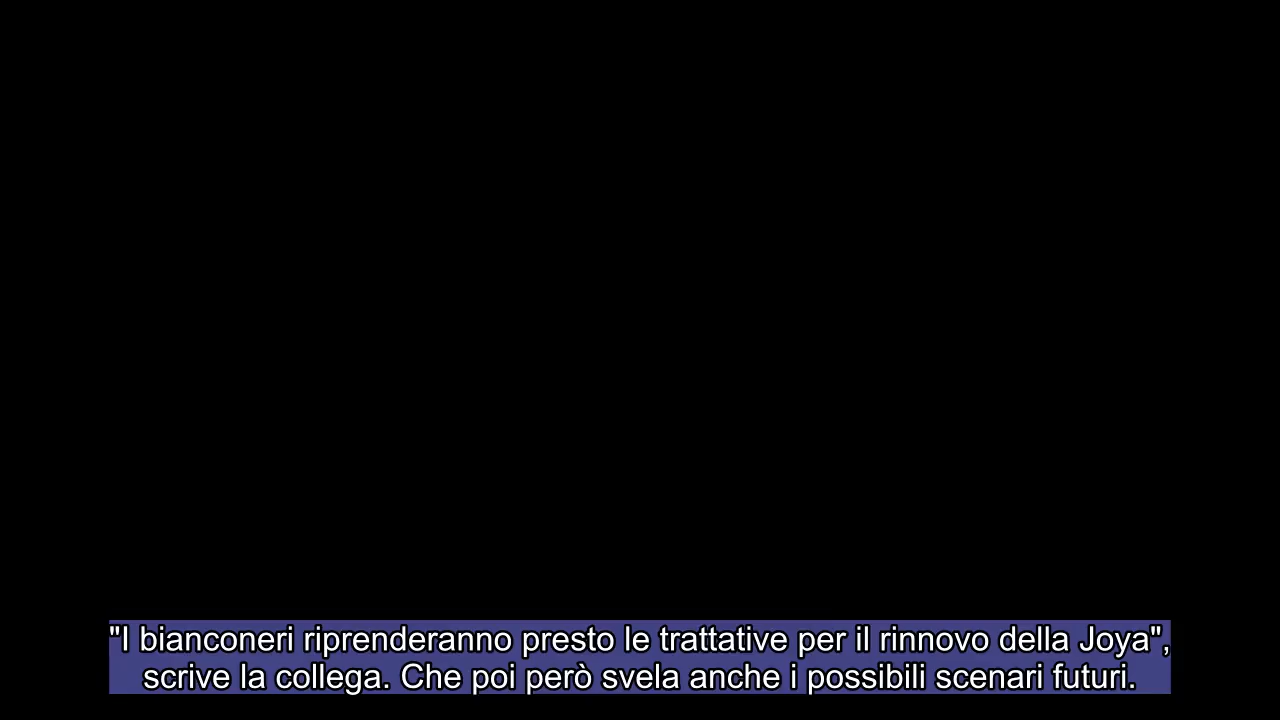 "I bianconeri riprenderanno presto le trattative per il rinnovo della Joya",
scrive la collega. Che poi però svela anche i possibili scenari futuri.